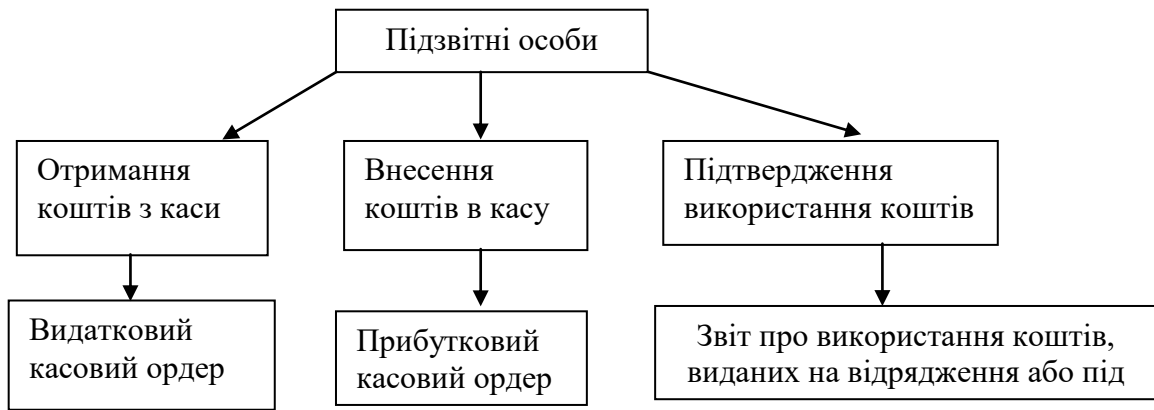 Підзвітні особи
Отримання
коштів з каси
Внесення
коштів в касу
Підтвердження
використання коштів
Видатковий
касовий ордер
Прибутковий
касовий ордер
Звіт про використання коштів,
виданих на відрядження або під